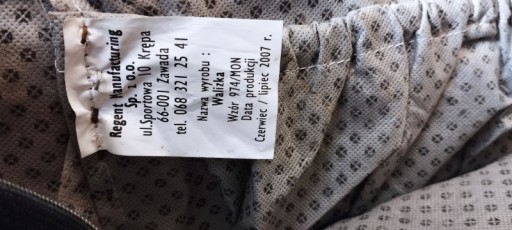 Regent Manufacturing
Sp. z o.o.
ul.Sportowa 10 Krępa
66-001 Zawada
tel. 068 321 25 41
Nazwa wyrobu :
Walizka
Wzór 974/MON
Data produkcji
Czerwiec / lipiec 2007 r.